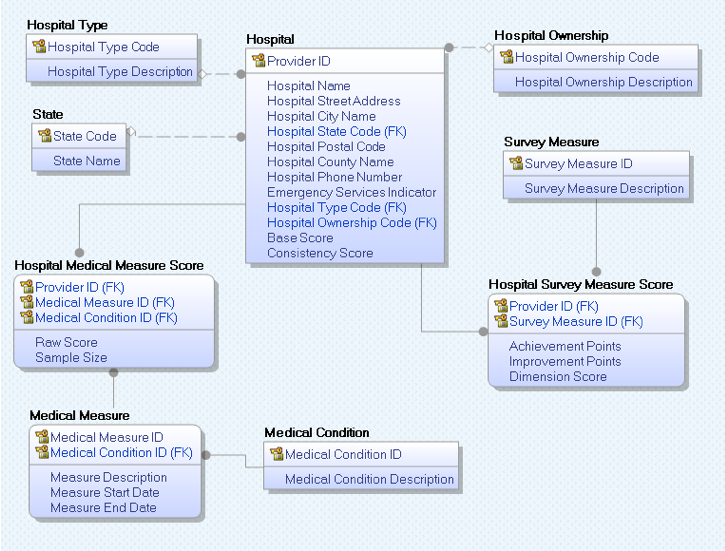 Hospital Type
Hospital Type Code
Hospital Type Description
Hospital
Provider ID
Hospital Name
Hospital Street Address
Hospital City Name
Hospital State Code (FK)
Hospital Postal Code
Hospital County Name
Hospital Phone Number
Emergency Services Indicator
Hospital Type Code (FK)
Hospital Ownership Code (FK)
Base Score
Consistency Score
Hospital Ownership
Hospital Ownership Code
Hospital Ownership Description
State
State Code
State Name
Survey Measure
Survey Measure ID
Survey Measure Description
Hospital Medical Measure Score
Provider ID (FK)
Medical Measure ID (FK)
Medical Condition ID (FK)
Raw Score
Sample Size
Hospital Survey Measure Score
Provider ID (FK)
Survey Measure ID (FK)
Achievement Points
Improvement Points
Dimension Score
Medical Measure
Medical Measure ID
Medical Condition ID (FK)
Measure Description
Measure Start Date
Measure End Date
Medical Condition
Medical Condition ID
Medical Condition Description